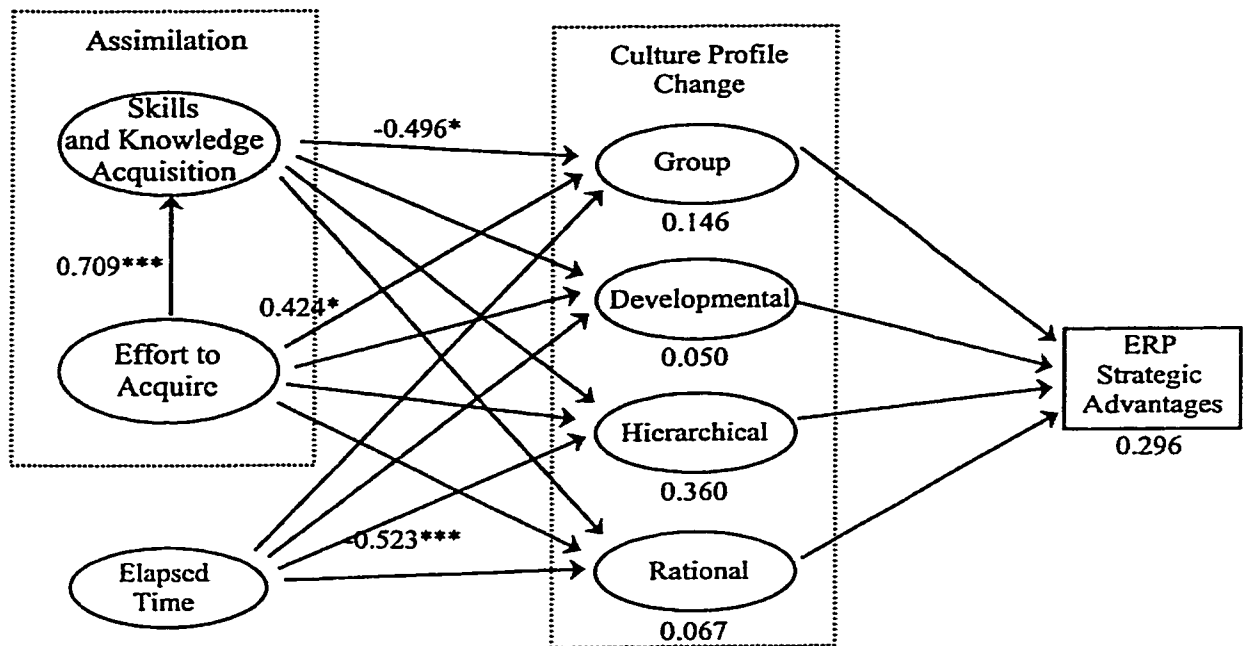 Assimilation
Skills
and Knowledge
Acquisition
0.709***
Effort to
Acquire
Elapsed
Time
-0.496*
0.424*
-0.523***
Culture Profile
Change
Group
0.146
Developmental
0.050
Hierarchical
0.360
Rational
0.067
ERP
Strategic
Advantages
0.296